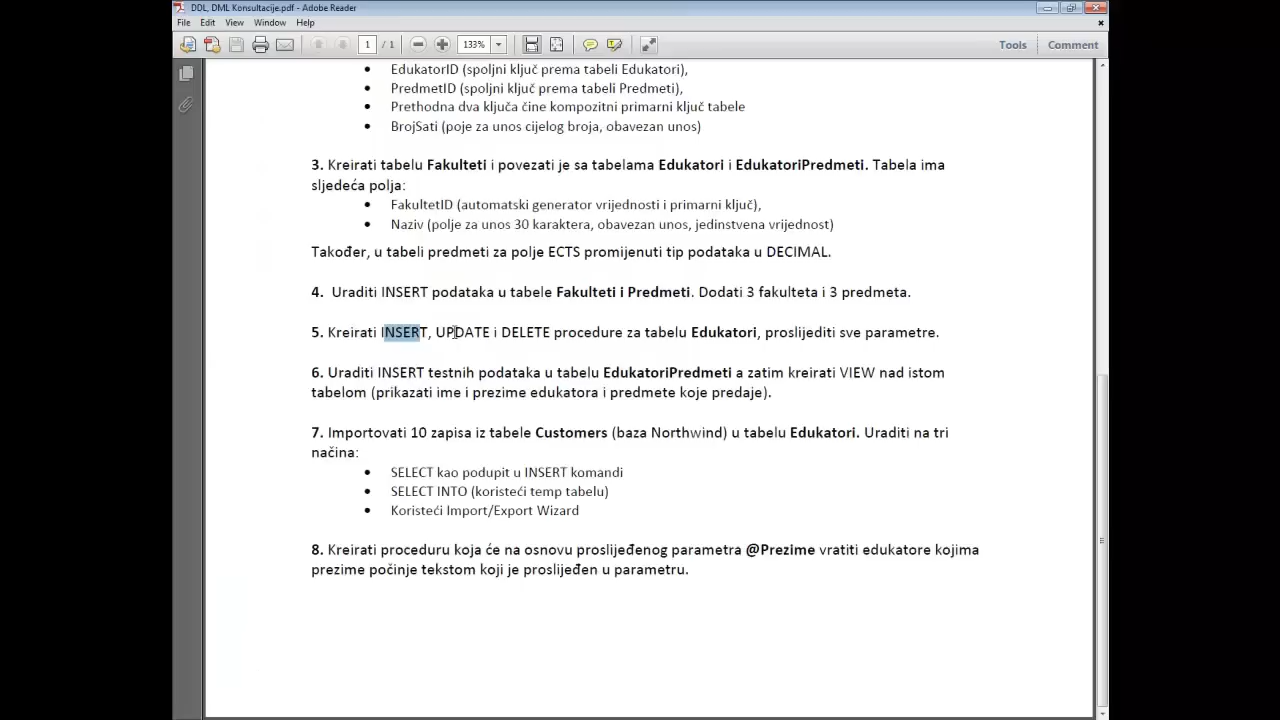 DDL, DML Konsultacije.pdf - Adobe Reader
File Edit View Window Help
1 / 1 133% Tools Comment
• EdukatorID (spoljni ključ prema tabeli Edukatori),
• PredmetID (spoljni ključ prema tabeli Predmeti),
• Prethodna dva ključa čine kompozitni primarni ključ tabele
• BrojSati (poje za unos cijelog broja, obavezan unos)
3. Kreirati tabelu Fakulteti i povezati je sa tabelama Edukatori i EdukatoriPredmeti. Tabela ima
sljedeća polja:
• FakultetID (automatski generator vrijednosti i primarni ključ),
• Naziv (polje za unos 30 karaktera, obavezan unos, jedinstvena vrijednost)
Također, u tabeli predmeti za polje ECTS promijenuti tip podataka u DECIMAL.
4. Uraditi INSERT podataka u tabele Fakulteti i Predmeti. Dodati 3 fakulteta i 3 predmeta.
5. Kreirati INSERT, UPDATE i DELETE procedure za tabelu Edukatori, proslijediti sve parametre.
6. Uraditi INSERT testnih podataka u tabelu EdukatoriPredmeti a zatim kreirati VIEW nad istom
tabelom (prikazati ime i prezime edukatora i predmete koje predaje).
7. Importovati 10 zapisa iz tabele Customers (baza Northwind) u tabelu Edukatori. Uraditi na tri
načina:
• SELECT kao podupit u INSERT komandi
• SELECT INTO (koristeći temp tabelu)
• Koristeći Import/Export Wizard
8. Kreirati proceduru koja će na osnovu proslijeđenog parametra @Prezime vratiti edukatore kojima
prezime počinje tekstom koji je proslijeđen u parametru.